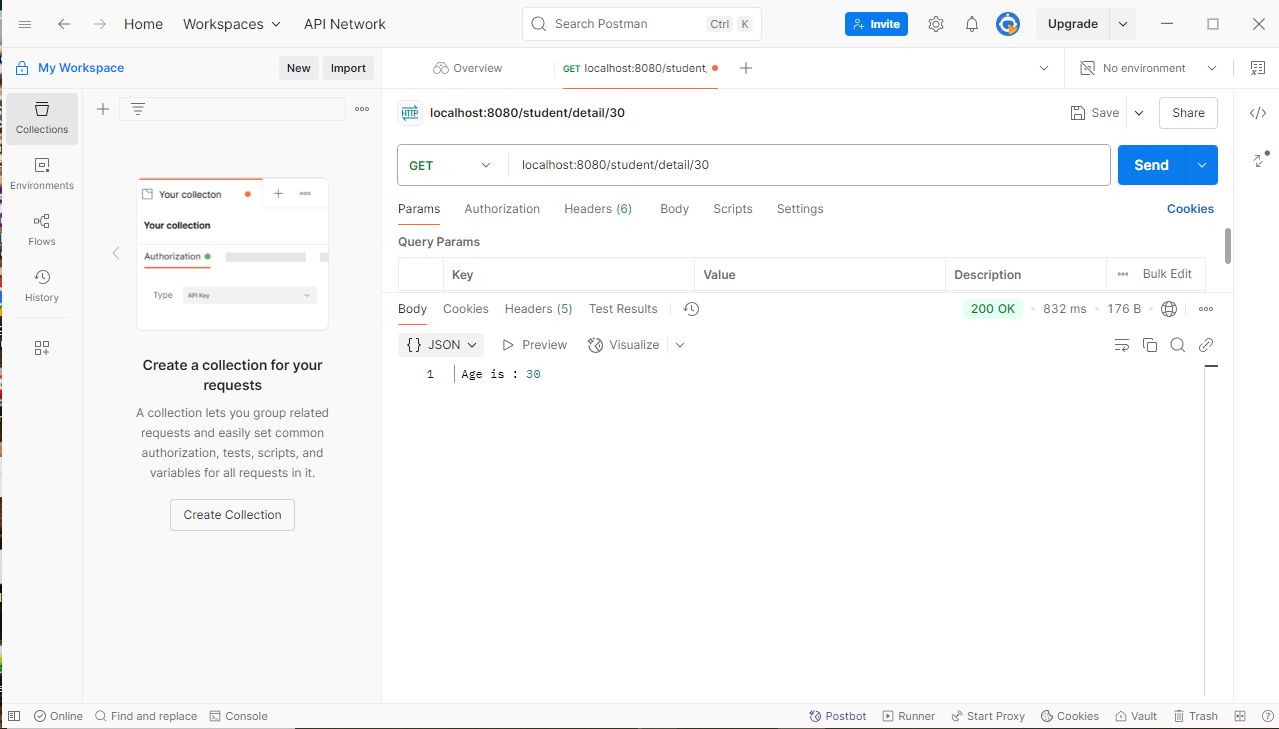 Home Workspaces API Network Search Postman Ctrl K Invite Upgrade
My Workspace New Import Overview GET localhost:8080/student, No environment
Collections
Environments
Flows
History
Your collecton
Your collection
Authorization
Type API Key
Create a collection for your
requests
A collection lets you group related
requests and easily set common
authorization, tests, scripts, and
variables for all requests in it.
Create Collection
HTTP localhost:8080/student/detail/30 Save Share
GET localhost:8080/student/detail/30 Send
Params Authorization Headers (6) Body Scripts Settings Cookies
Query Params
Key Value Description Bulk Edit
Body Cookies Headers (5) Test Results 200 OK 832 ms 176 B
{} JSON Preview Visualize
1 Age is : 30
Online Find and replace Console Postbot Runner Start Proxy Cookies Vault Trash